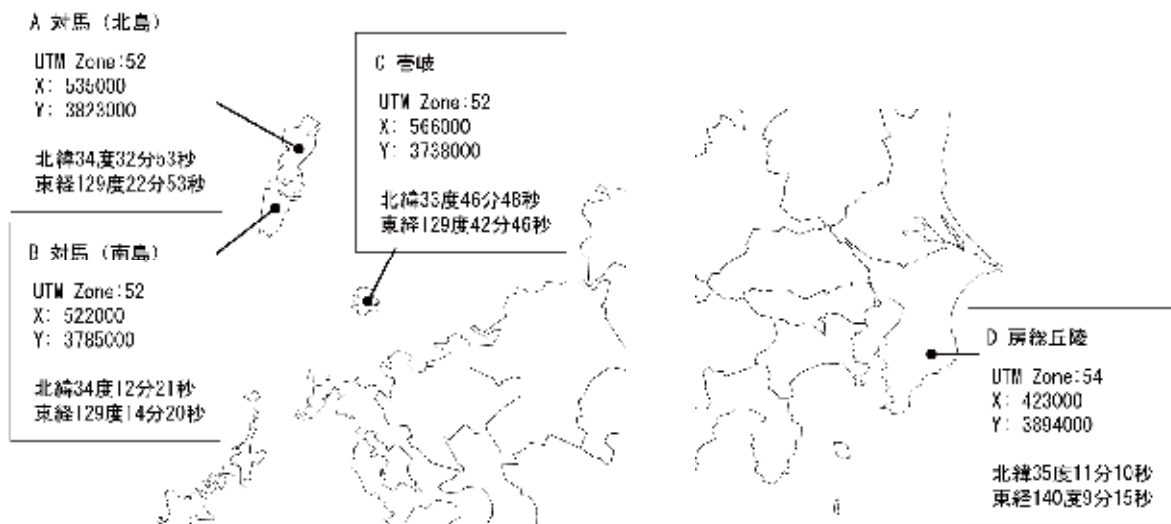 A 対馬（北島）
UTM Zone:52
X: 535000
Y: 3823000
北緯34度32分53秒
東経129度22分53秒
B 対馬（南島）
UTM Zone:52
X: 522000
Y: 3785000
北緯34度12分21秒
東経129度14分20秒
C 壱岐
UTM Zone:52
X: 566000
Y: 3738000
北緯33度46分48秒
東経129度42分46秒
D 房総丘陵
UTM Zone:54
X: 423000
Y: 3894000
北緯35度11分10秒
東経140度9分15秒